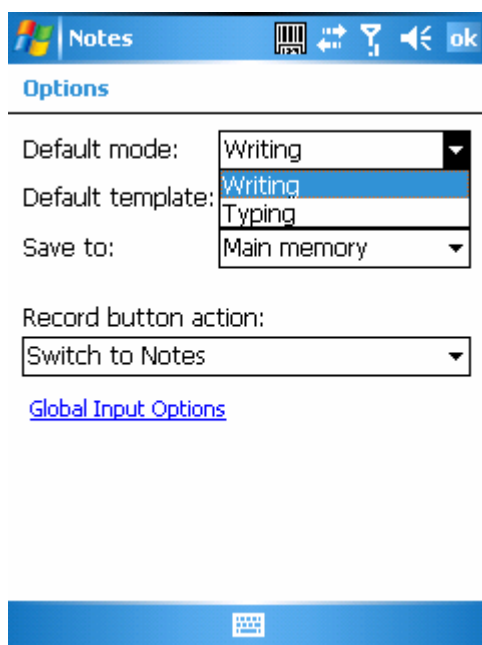 Notes ok
Options
Default mode: Writing
Writing
Default template:
Typing
Save to: Main memory
Record button action:
Switch to Notes
Global Input Options